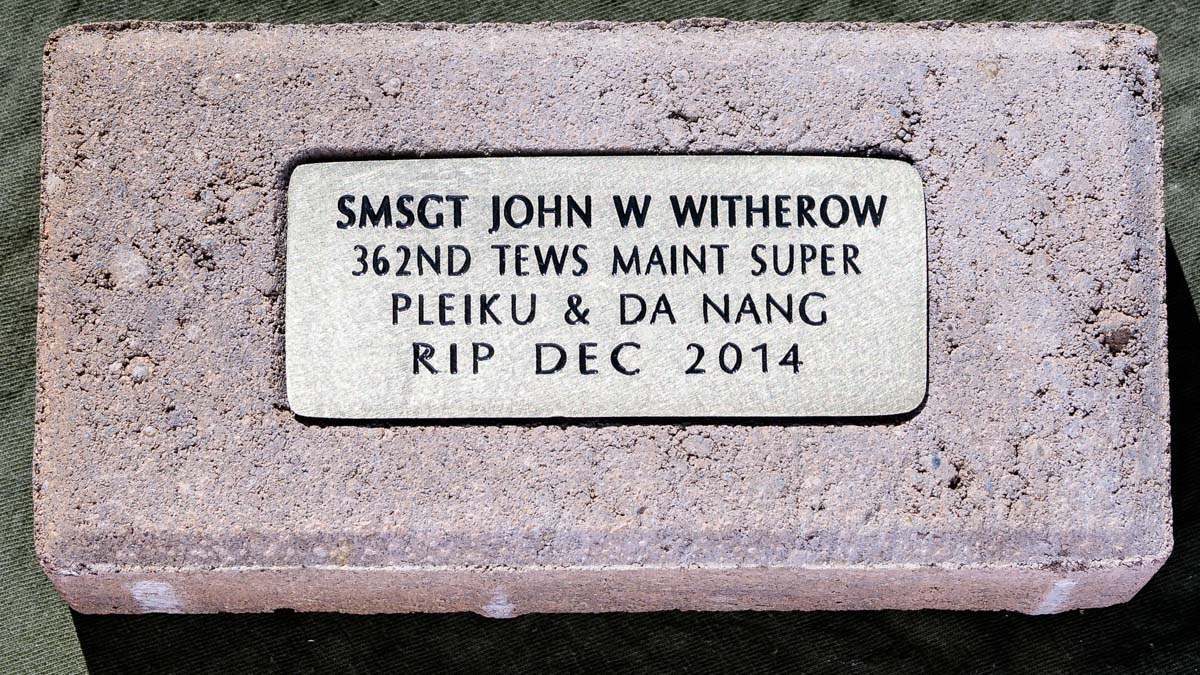 SMSGT JOHN W WITHEROW
362ND TEWS MAINT SUPER
PLEIKU & DA NANG
RIP DEC 2014